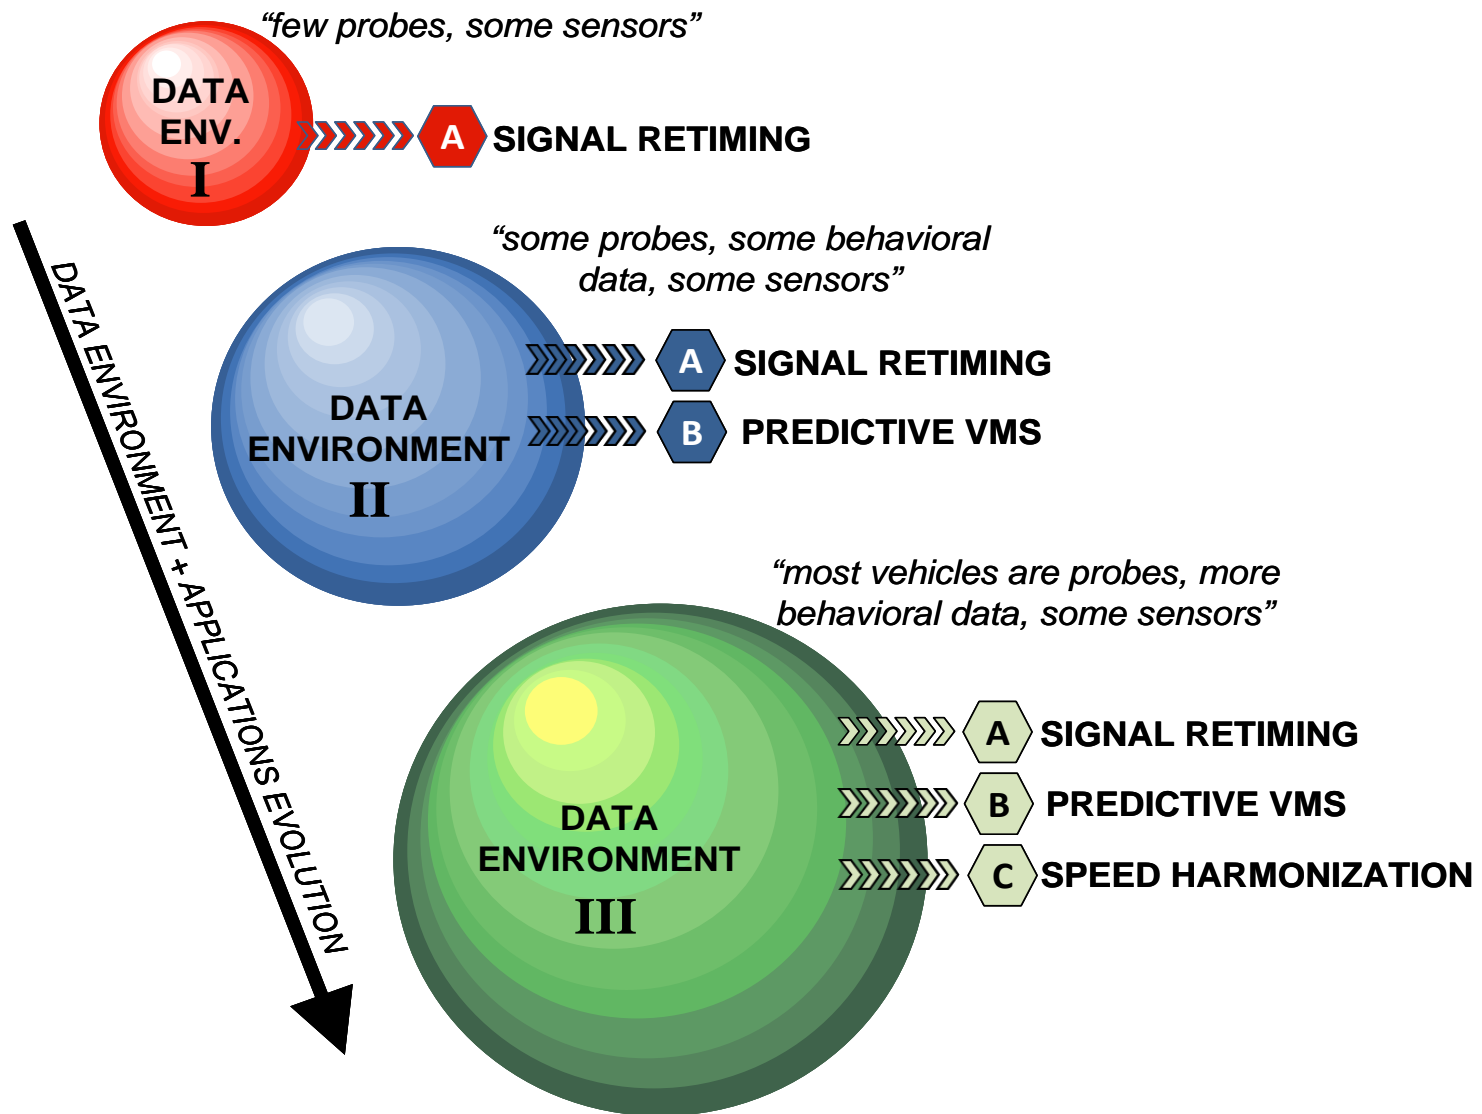 “few probes, some sensors”
DATA
ENV.
I
A SIGNAL RETIMING
DATA ENVIRONMENT + APPLICATIONS EVOLUTION
“some probes, some behavioral
data, some sensors”
DATA
ENVIRONMENT
II
A SIGNAL RETIMING
B PREDICTIVE VMS
“most vehicles are probes, more
behavioral data, some sensors”
DATA
ENVIRONMENT
III
A SIGNAL RETIMING
B PREDICTIVE VMS
C SPEED HARMONIZATION